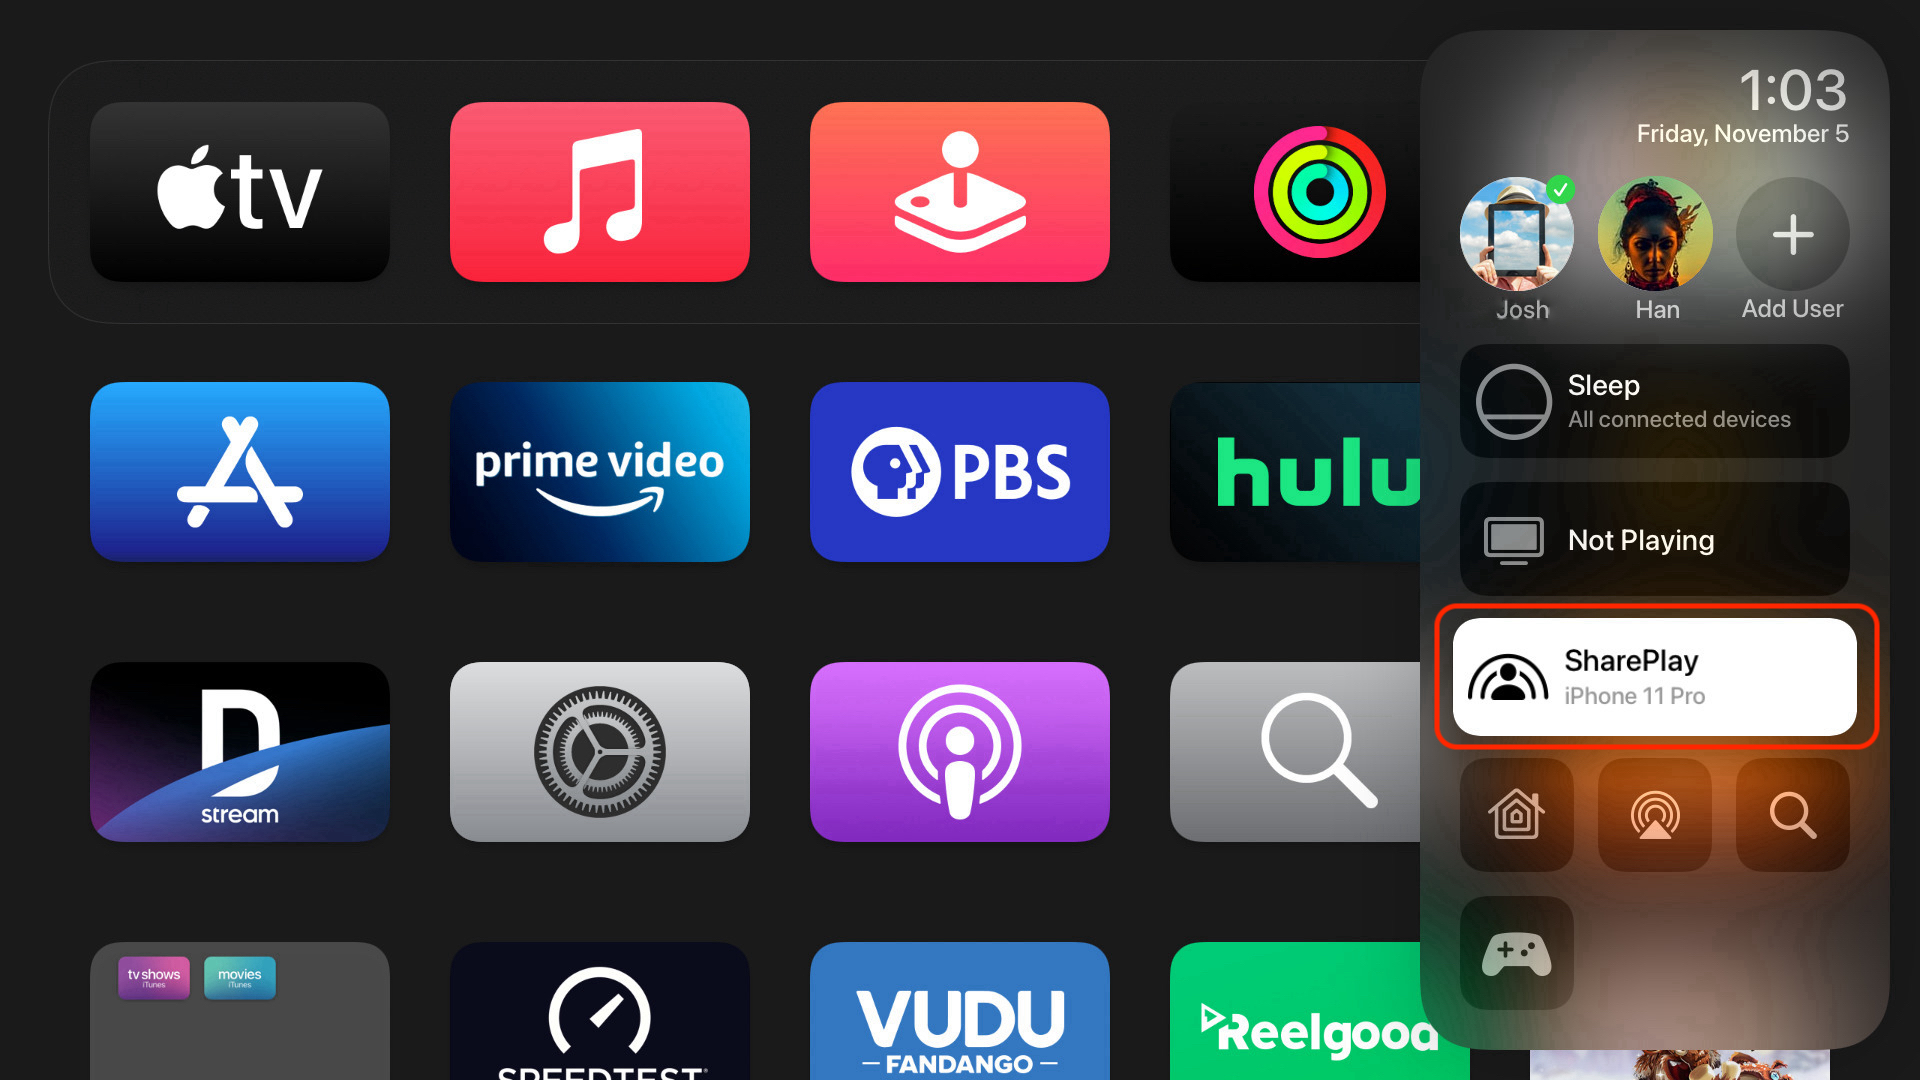 tv
1:03
Friday, November 5
Josh
Han
Add User
Sleep
All connected devices
prime video
PBS
hulu
Not Playing
SharePlay
iPhone 11 Pro
D
stream
tv shows
iTunes
movies
iTunes
SPEEDTEST
VUDU
FANDANGO
Reelgood